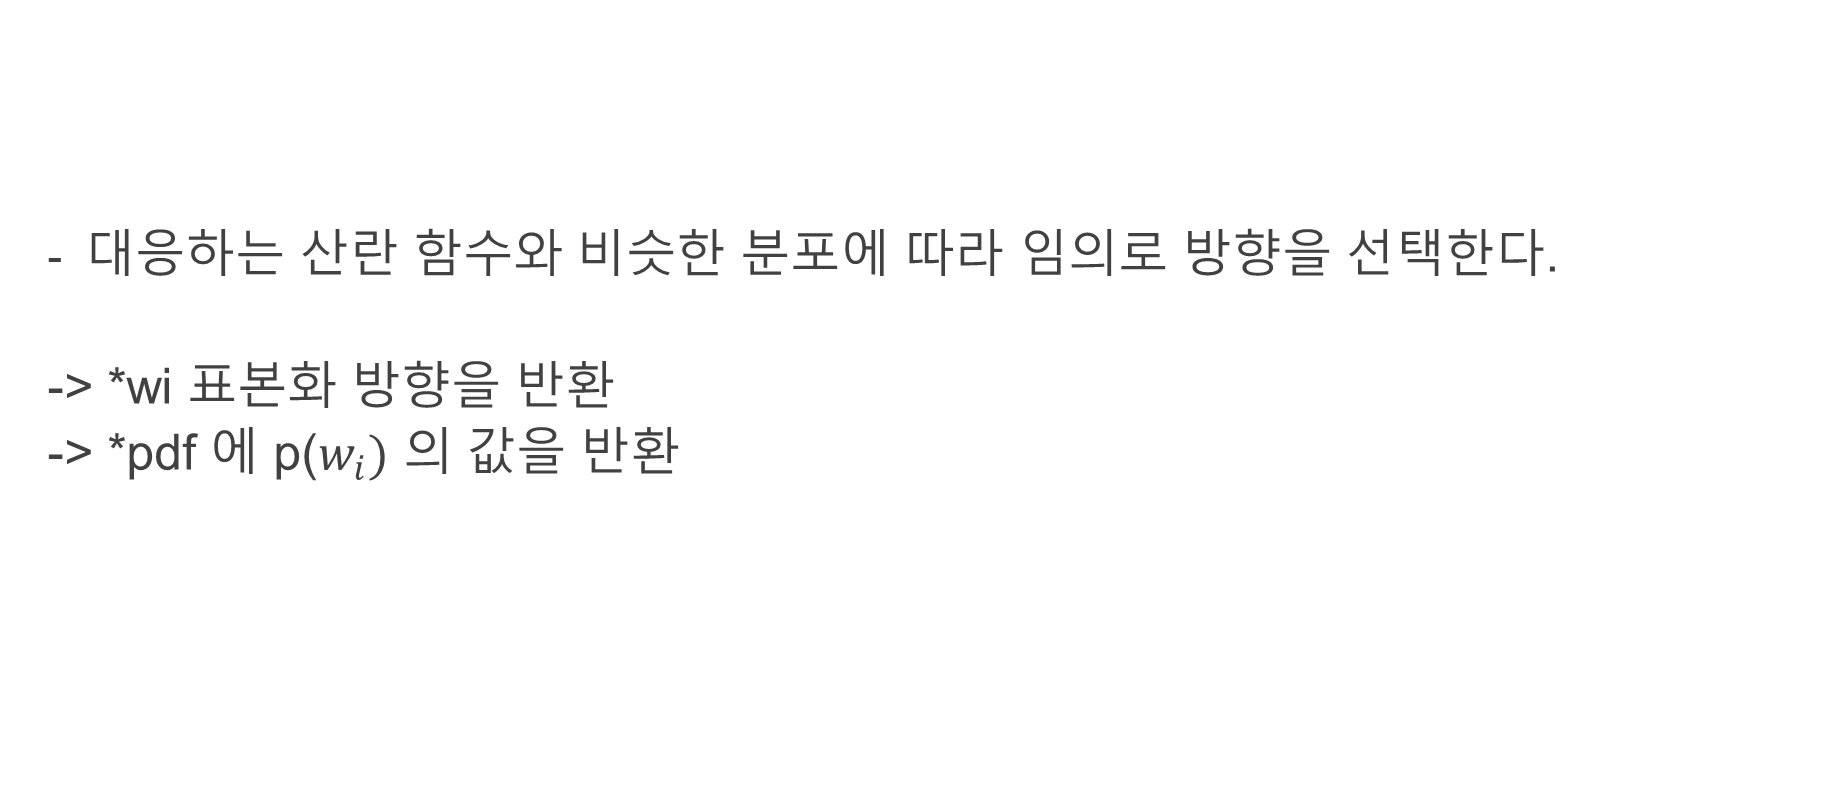 - 대응하는 산란 함수와 비슷한 분포에 따라 임의로 방향을 선택한다.
-> *wi 표본화 방향을 반환
-> *pdf 에 p(𝑤𝑖) 의 값을 반환